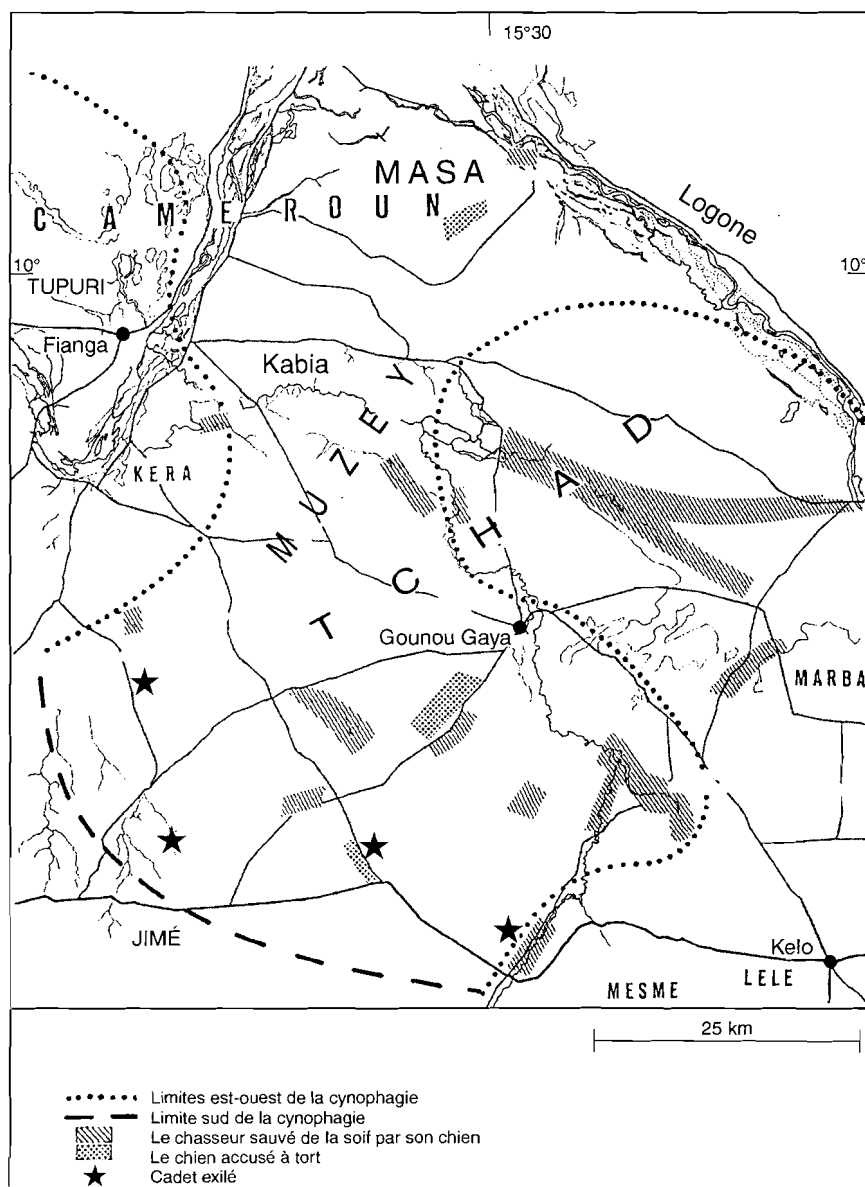 15°30
MASA
CAMEROUN
Logone
10°
10°
TUPURI
Fianga
Kabia
MUZEY
KERA
TCHAD
Gounou Gaya
MARBA
JIMÉ
Kelo
MESME
LELE
25 km
Limites est-ouest de la cynophagie
Limite sud de la cynophagie
Le chasseur sauvé de la soif par son chien
Le chien accusé à tort
Cadet exilé